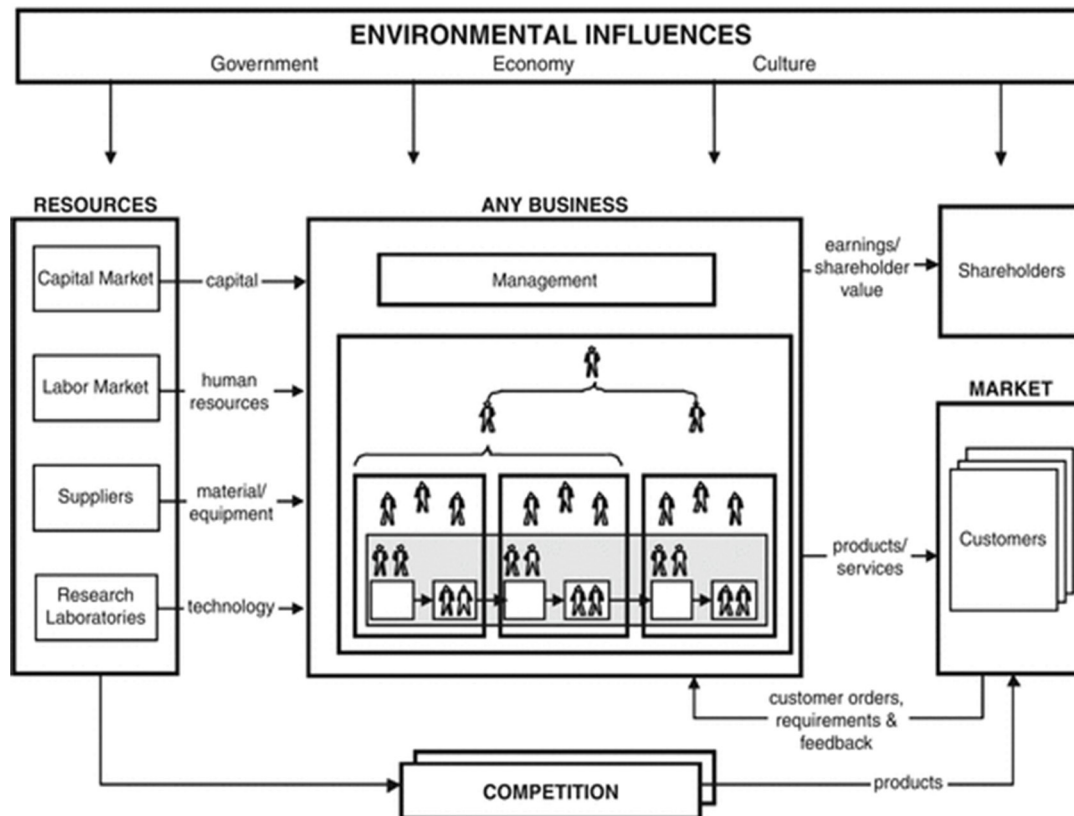 ENVIRONMENTAL INFLUENCES
Government Economy Culture
RESOURCES
Capital Market
Labor Market
Suppliers
Research
Laboratories
capital
human
resources
material/
equipment
technology
ANY BUSINESS
Management
earnings/
shareholder
value
Shareholders
MARKET
Customers
products/
services
customer orders,
requirements &
feedback
COMPETITION
products